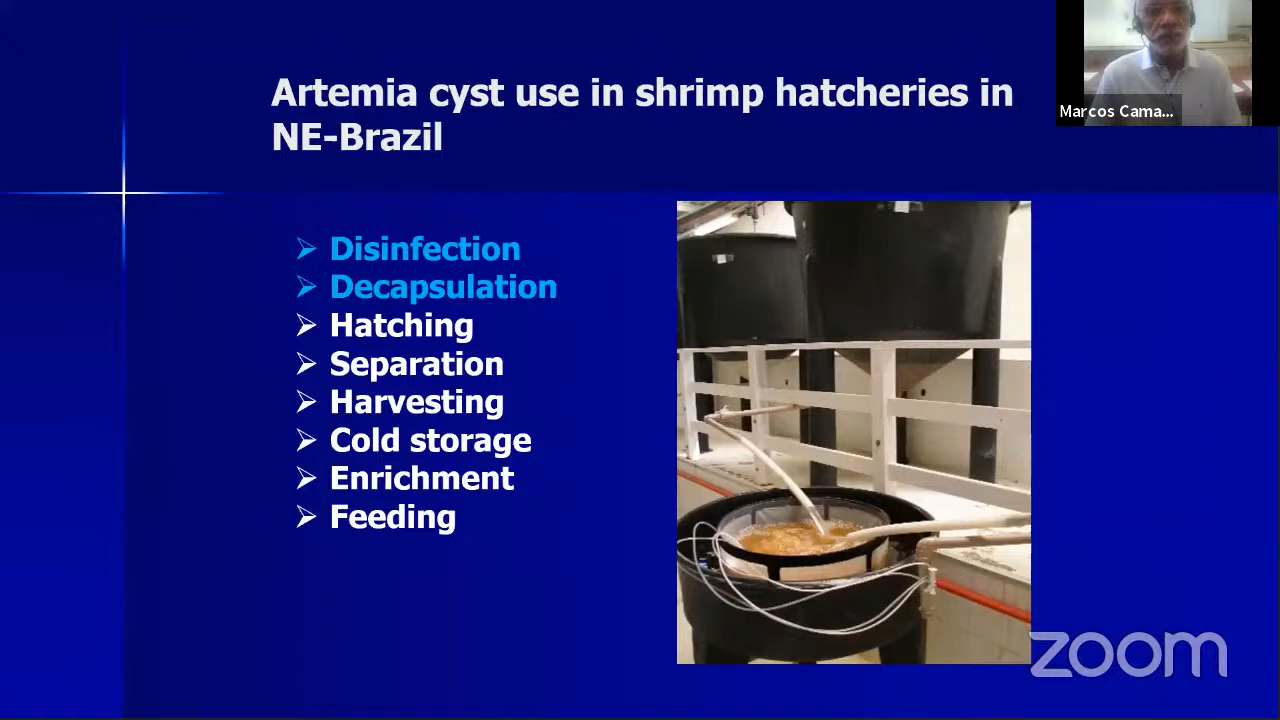 Artemia cyst use in shrimp hatcheries in
NE-Brazil
Marcos Cama...
Disinfection
Decapsulation
Hatching
Separation
Harvesting
Cold storage
Enrichment
Feeding
zoom